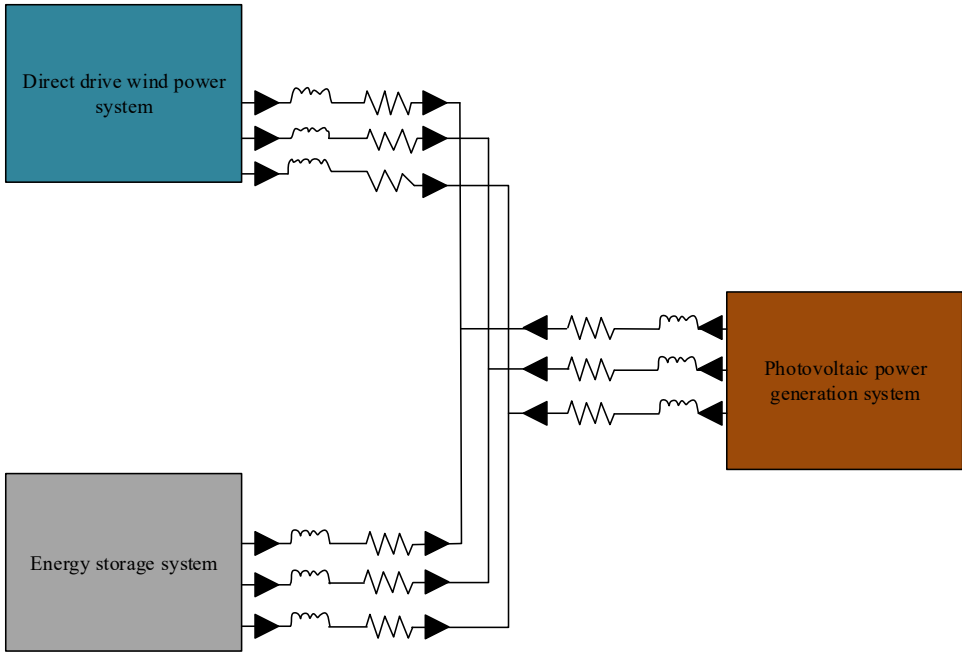 Direct drive wind power
system
Photovoltaic power
generation system
Energy storage system